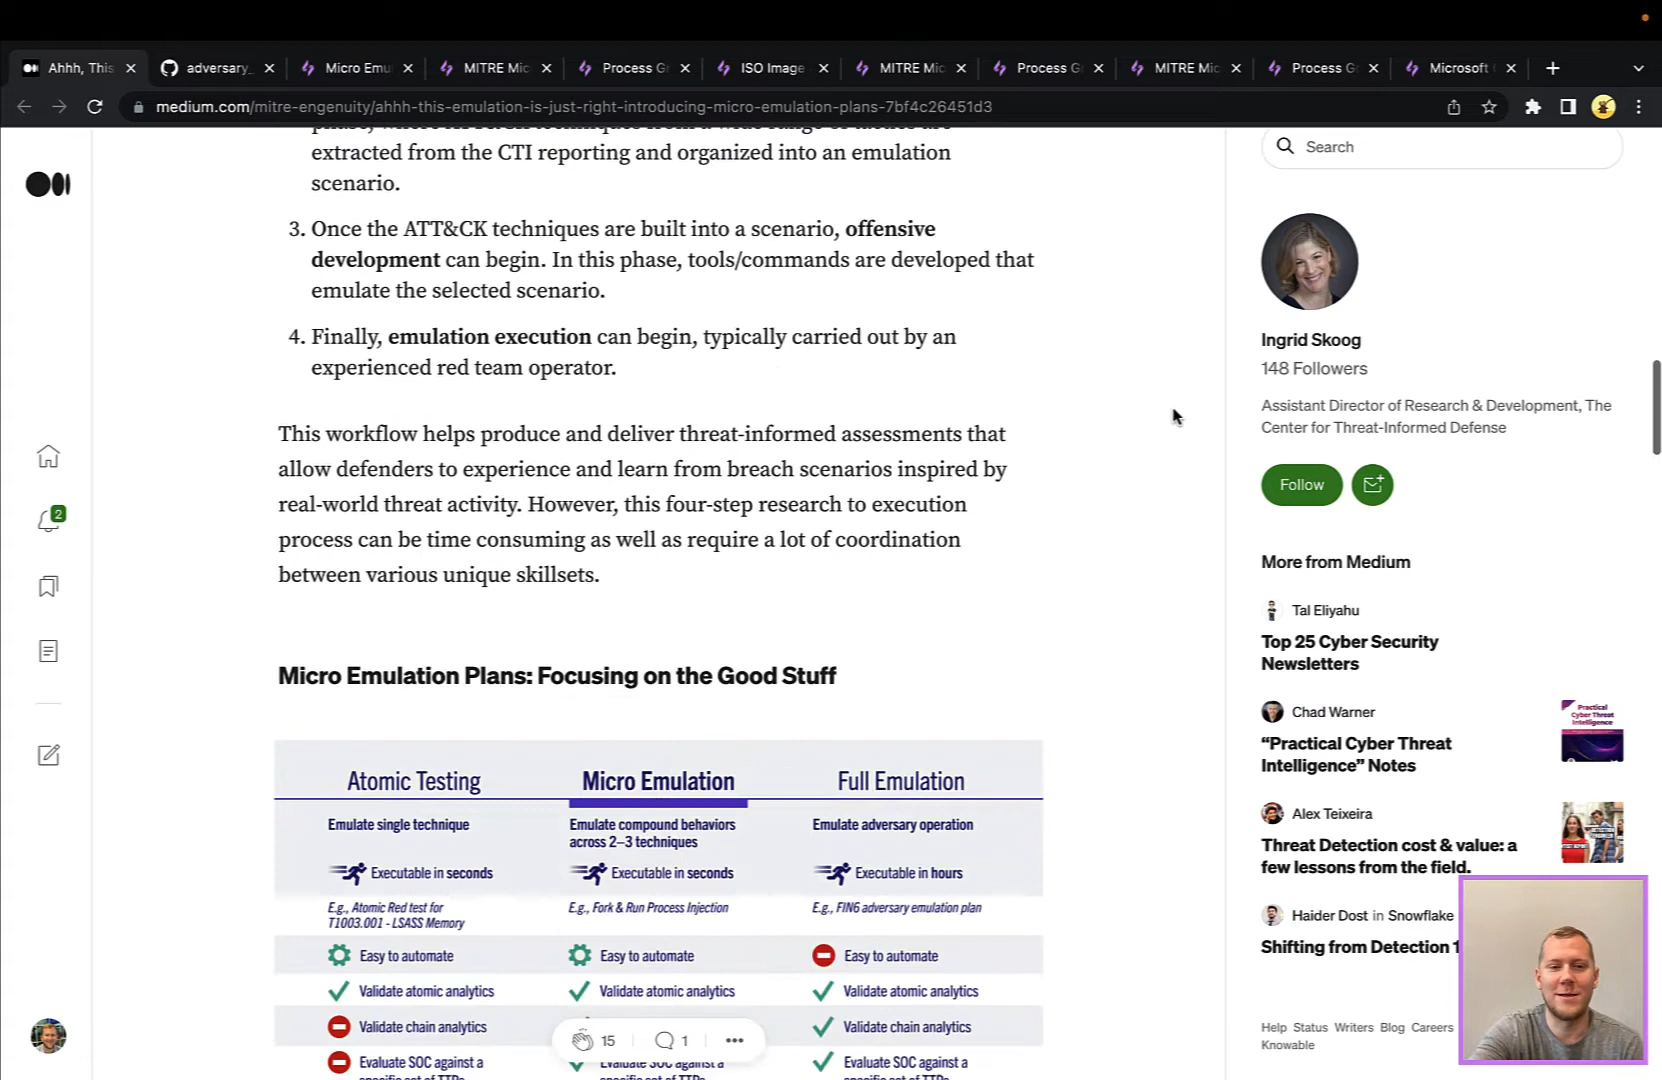 Ahhh, This
adversary_
Micro Emu
MITRE Mic
Process G
ISO Image
MITRE Mic
Process G
MITRE Mic
Process G
Microsoft
medium.com/mitre-engenuity/ahhh-this-emulation-is-just-right-introducing-micro-emulation-plans-7bf4c26451d3
extracted from the CTI reporting and organized into an emulation
scenario.
3. Once the ATT&CK techniques are built into a scenario, offensive
development can begin. In this phase, tools/commands are developed that
emulate the selected scenario.
4. Finally, emulation execution can begin, typically carried out by an
experienced red team operator.
This workflow helps produce and deliver threat-informed assessments that
allow defenders to experience and learn from breach scenarios inspired by
real-world threat activity. However, this four-step research to execution
process can be time consuming as well as require a lot of coordination
between various unique skillsets.
Micro Emulation Plans: Focusing on the Good Stuff
Atomic Testing
Micro Emulation
Full Emulation
Emulate single technique
Emulate compound behaviors
across 2–3 techniques
Emulate adversary operation
Executable in seconds
Executable in seconds
Executable in hours
E.g., Atomic Red test for
T1003.001 - LSASS Memory
E.g., Fork & Run Process Injection
E.g., FIN6 adversary emulation plan
Easy to automate
Easy to automate
Easy to automate
Validate atomic analytics
Validate atomic analytics
Validate atomic analytics
Validate chain analytics
Validate chain analytics
Evaluate SOC against a
Evaluate SOC against a
Evaluate SOC against a
15
1
2
Search
Ingrid Skoog
148 Followers
Assistant Director of Research & Development, The
Center for Threat-Informed Defense
Follow
More from Medium
Tal Eliyahu
Top 25 Cyber Security
Newsletters
Chad Warner
“Practical Cyber Threat
Intelligence” Notes
Practical
Cyber Threat
Intelligence
Alex Teixeira
Threat Detection cost & value: a
few lessons from the field.
Haider Dost in Snowflake
Shifting from Detection 1
Help Status Writers Blog Careers
Knowable